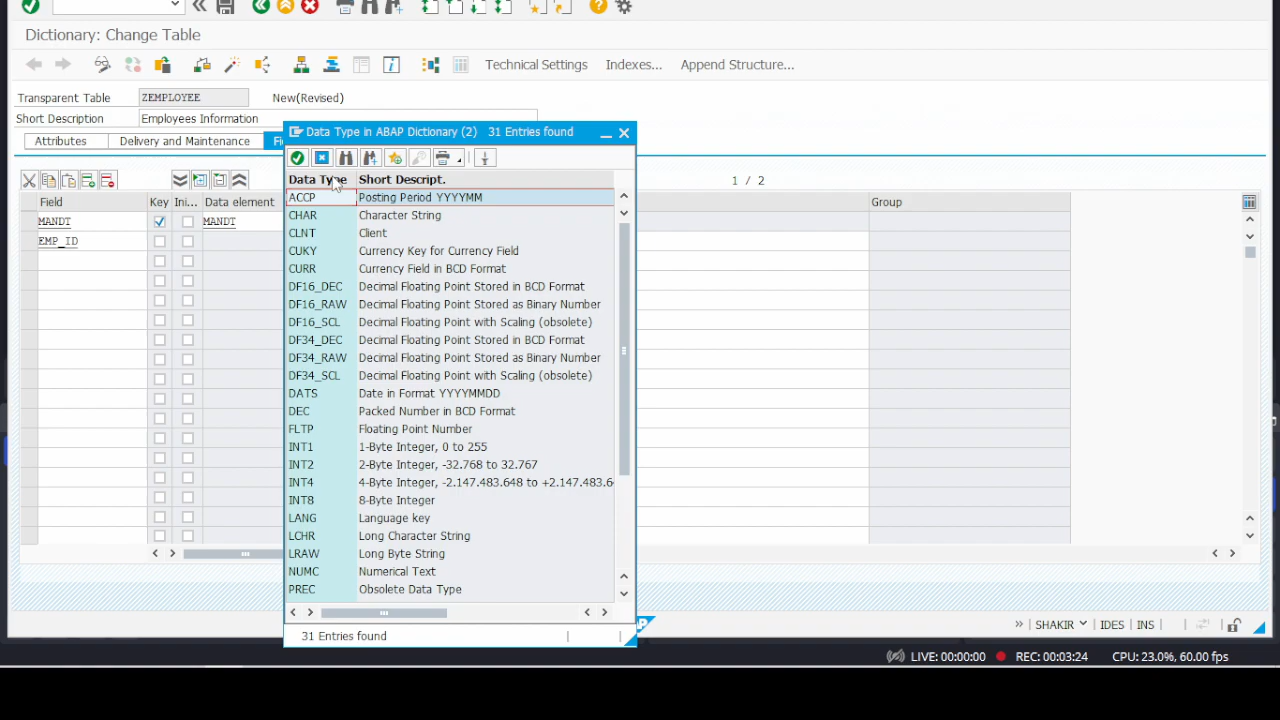 Dictionary: Change Table
Technical Settings Indexes... Append Structure...
Transparent Table ZEMPLOYEE New(Revised)
Short Description Employees Information
Attributes Delivery and Maintenance
Data Type in ABAP Dictionary (2) 31 Entries found
1 / 2
Field Key Ini... Data element Group
MANDT MANDT
EMP_ID
Data Type Short Descript.
ACCP Posting Period YYYYMM
CHAR Character String
CLNT Client
CUKY Currency Key for Currency Field
CURR Currency Field in BCD Format
DF16_DEC Decimal Floating Point Stored in BCD Format
DF16_RAW Decimal Floating Point Stored as Binary Number
DF16_SCL Decimal Floating Point with Scaling (obsolete)
DF34_DEC Decimal Floating Point Stored in BCD Format
DF34_RAW Decimal Floating Point Stored as Binary Number
DF34_SCL Decimal Floating Point with Scaling (obsolete)
DATS Date in Format YYYYMMDD
DEC Packed Number in BCD Format
FLTP Floating Point Number
INT1 1-Byte Integer, 0 to 255
INT2 2-Byte Integer, -32.768 to 32.767
INT4 4-Byte Integer, -2.147.483.648 to +2.147.483.6
INT8 8-Byte Integer
LANG Language key
LCHR Long Character String
LRAW Long Byte String
NUMC Numerical Text
PREC Obsolete Data Type
31 Entries found
SHAKIR IDES INS
LIVE: 00:00:00 REC: 00:03:24 CPU: 23.0%, 60.00 fps